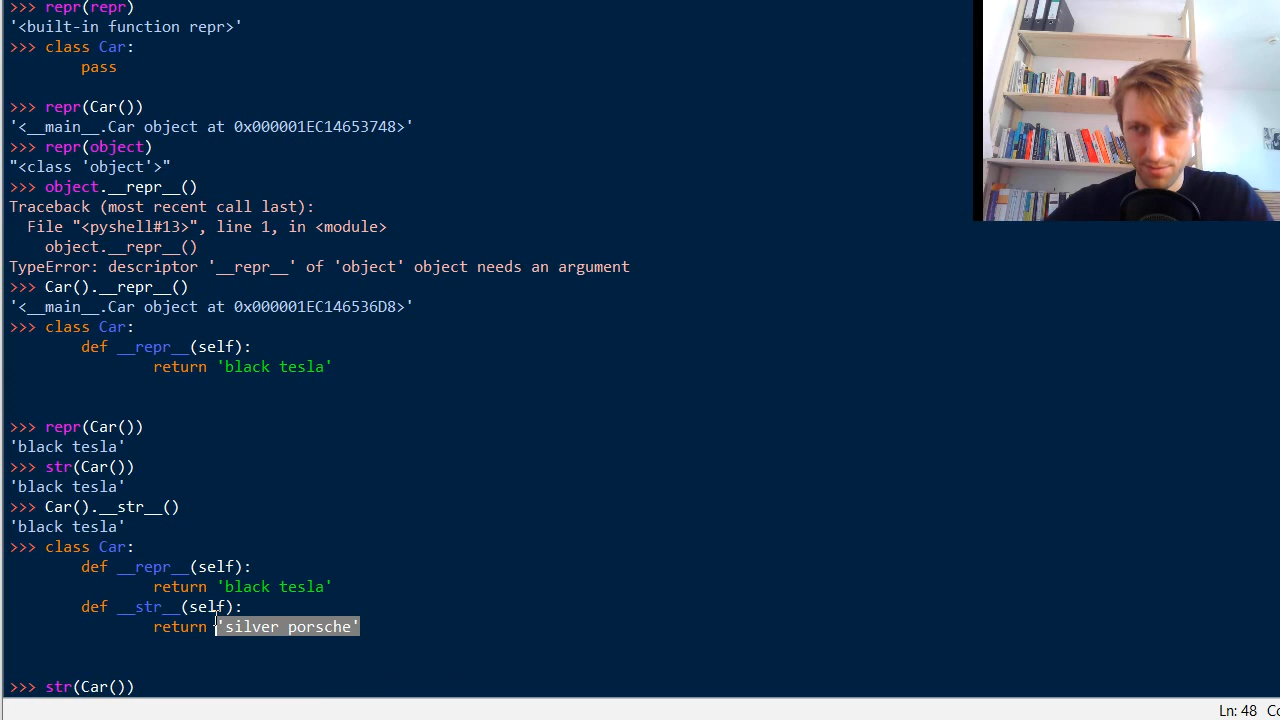 >>> repr(repr)
'<built-in function repr>'
>>> class Car:
        pass
>>> repr(Car())
'<__main__.Car object at 0x000001EC14653748>'
>>> repr(object)
"<class 'object'>"
>>> object.__repr__()
Traceback (most recent call last):
  File "<pyshell#13>", line 1, in <module>
    object.__repr__()
TypeError: descriptor '__repr__' of 'object' object needs an argument
>>> Car().__repr__()
'<__main__.Car object at 0x000001EC146536D8>'
>>> class Car:
        def __repr__(self):
                return 'black tesla'
>>> repr(Car())
'black tesla'
>>> str(Car())
'black tesla'
>>> Car().__str__()
'black tesla'
>>> class Car:
        def __repr__(self):
                return 'black tesla'
        def __str__(self):
                return 'silver porsche'
>>> str(Car())
Ln: 48 Co